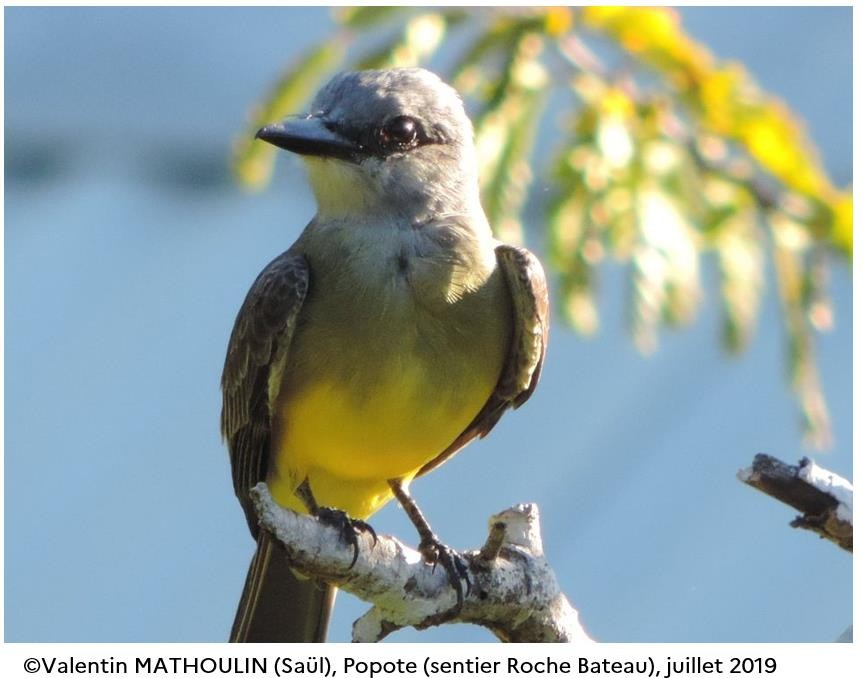 ©Valentin MATHOULIN (Saül), Popote (sentier Roche Bateau), juillet 2019